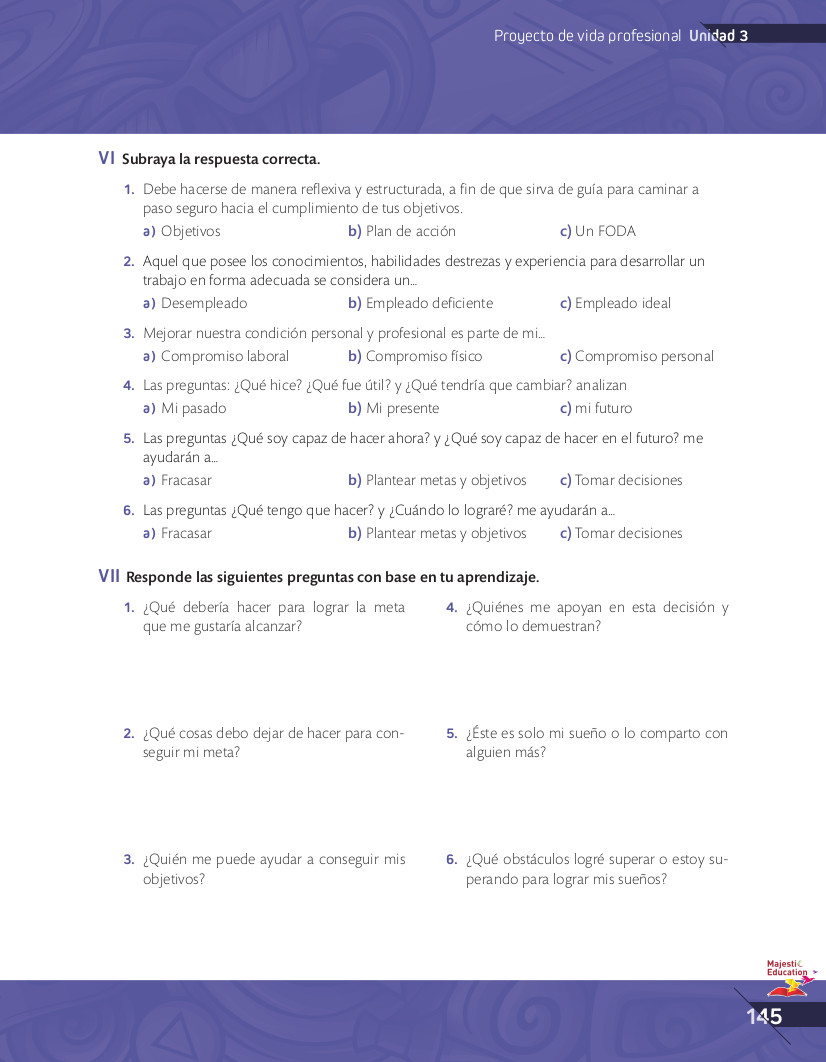 Proyecto de vida profesional Unidad 3
VI Subraya la respuesta correcta.
1. Debe hacerse de manera reflexiva y estructurada, a fin de que sirva de guía para caminar a
paso seguro hacia el cumplimiento de tus objetivos.
a) Objetivos b) Plan de acción c) Un FODA
2. Aquel que posee los conocimientos, habilidades destrezas y experiencia para desarrollar un
trabajo en forma adecuada se considera un...
a) Desempleado b) Empleado deficiente c) Empleado ideal
3. Mejorar nuestra condición personal y profesional es parte de mi...
a) Compromiso laboral b) Compromiso físico c) Compromiso personal
4. Las preguntas: ¿Qué hice? ¿Qué fue útil? y ¿Qué tendría que cambiar? analizan
a) Mi pasado b) Mi presente c) mi futuro
5. Las preguntas ¿Qué soy capaz de hacer ahora? y ¿Qué soy capaz de hacer en el futuro? me
ayudarán a...
a) Fracasar b) Plantear metas y objetivos c) Tomar decisiones
6. Las preguntas ¿Qué tengo que hacer? y ¿Cuándo lo lograré? me ayudarán a...
a) Fracasar b) Plantear metas y objetivos c) Tomar decisiones
VII Responde las siguientes preguntas con base en tu aprendizaje.
1. ¿Qué debería hacer para lograr la meta
que me gustaría alcanzar?
2. ¿Qué cosas debo dejar de hacer para con-
seguir mi meta?
3. ¿Quién me puede ayudar a conseguir mis
objetivos?
4. ¿Quiénes me apoyan en esta decisión y
cómo lo demuestran?
5. ¿Éste es solo mi sueño o lo comparto con
alguien más?
6. ¿Qué obstáculos logré superar o estoy su-
perando para lograr mis sueños?
Majestic
Education
145